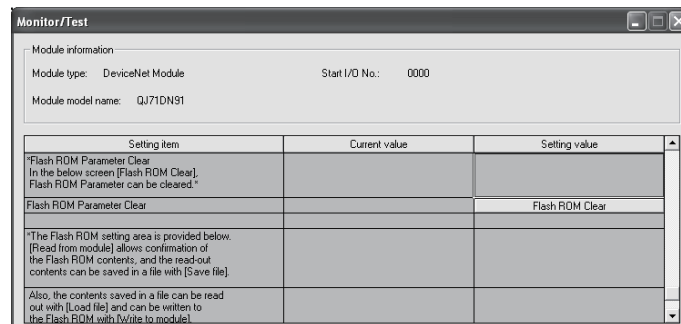 Monitor/Test
Module information
Module type: DeviceNet Module Start I/O No.: 0000
Module model name: QJ71DN91
Setting item Current value Setting value
"Flash ROM Parameter Clear
In the below screen [Flash ROM Clear],
Flash ROM Parameter can be cleared."
Flash ROM Parameter Clear Flash ROM Clear
"The Flash ROM setting area is provided below.
[Read from module] allows confirmation of
the Flash ROM contents, and the read-out
contents can be saved in a file with [Save file].
Also, the contents saved in a file can be read
out with [Load file] and can be written to
the Flash ROM with [Write to module].